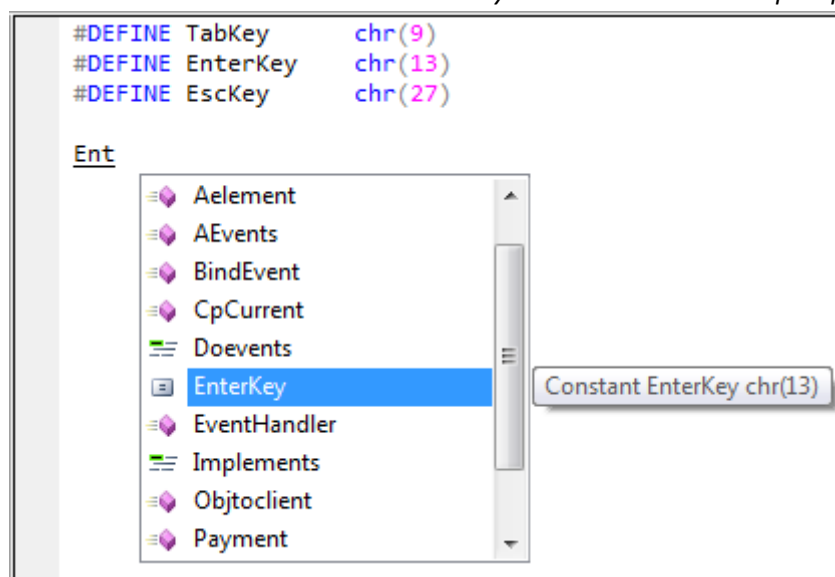 #DEFINE TabKey chr(9)
#DEFINE EnterKey chr(13)
#DEFINE EscKey chr(27)
Ent
Aelement
AEvents
BindEvent
CpCurrent
Doevents
EnterKey
Constant EnterKey chr(13)
EventHandler
Implements
Objtoclient
Payment